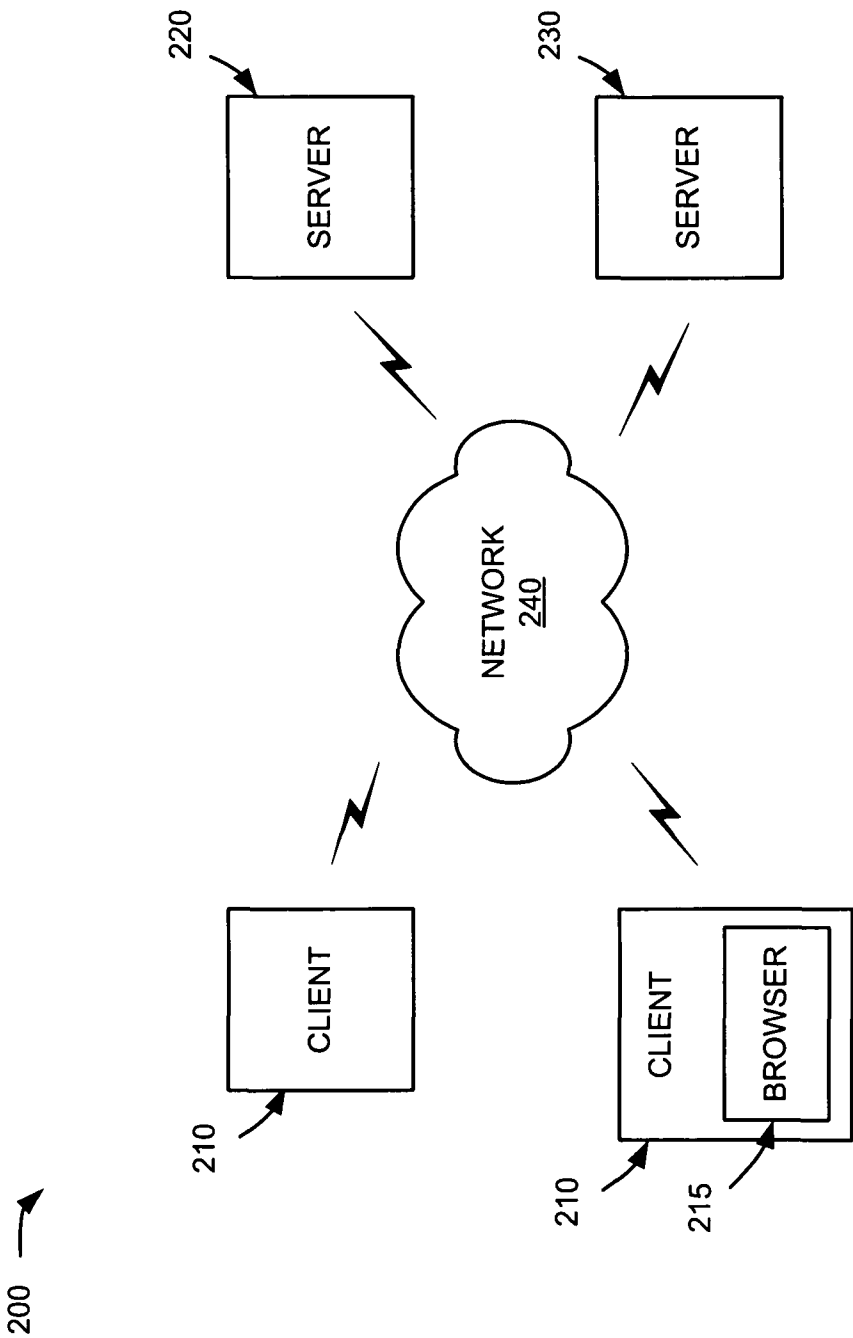 200
210
CLIENT
210
CLIENT
215
BROWSER
NETWORK
240
SERVER
220
SERVER
230